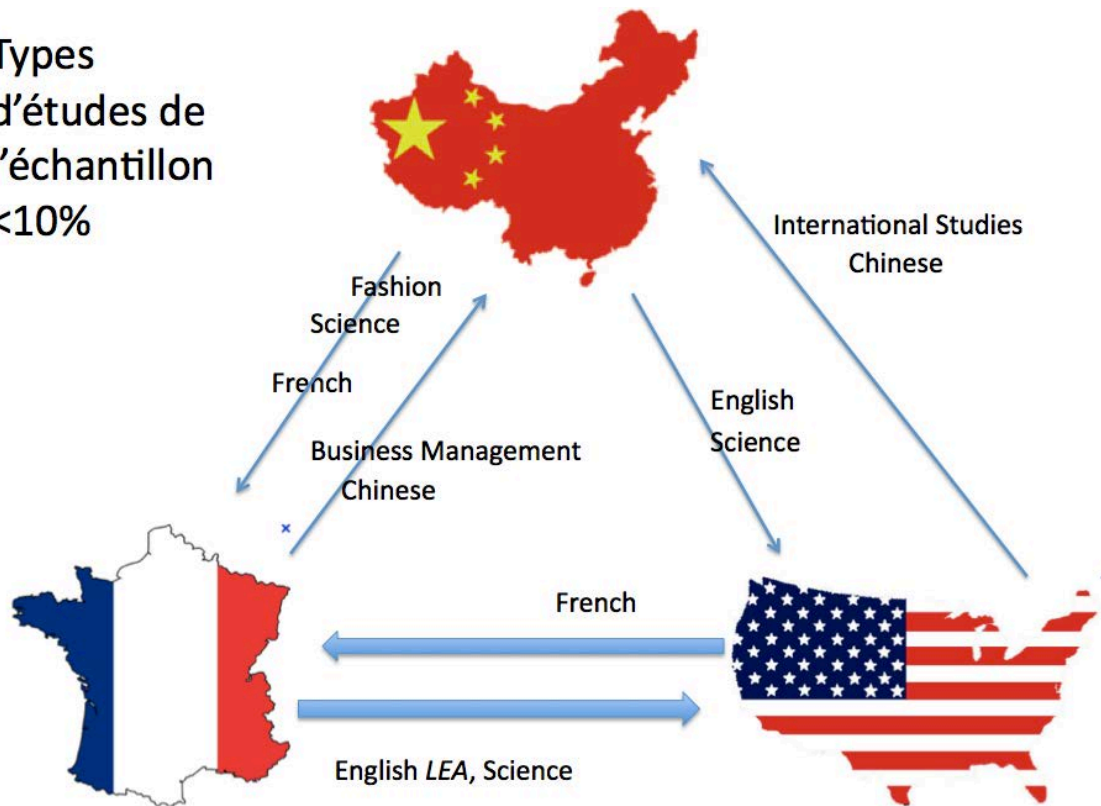 Types
d'études de
l'échantillon
<10%
International Studies
Chinese
Fashion
Science
French
English
Science
Business Management
Chinese
French
English LEA, Science